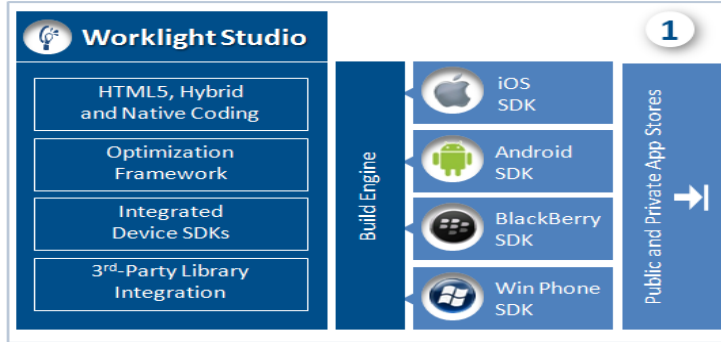 Worklight Studio
1
HTML5, Hybrid
and Native Coding
Optimization
Framework
Integrated
Device SDKs
3rd-Party Library
Integration
Build Engine
iOS
SDK
Android
SDK
BlackBerry
SDK
Win Phone
SDK
Public and Private App Stores